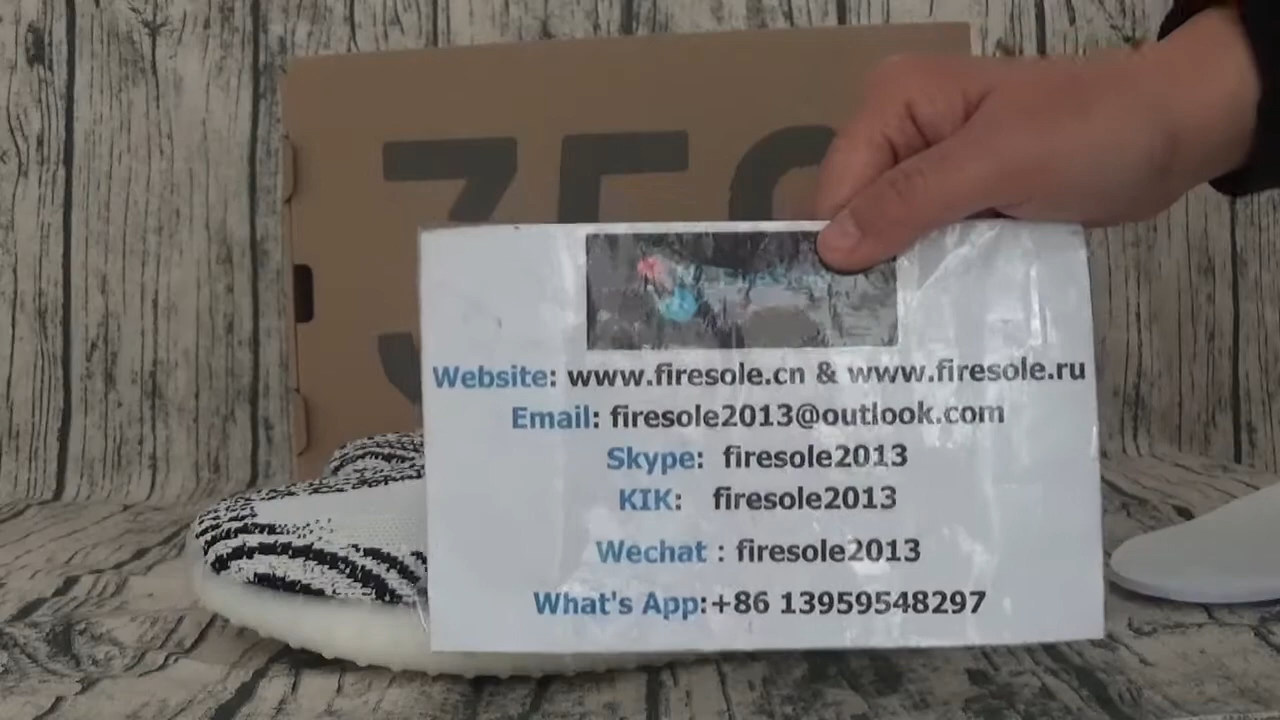 350
Website: www.firesole.cn & www.firesole.ru
Email: firesole2013@outlook.com
Skype: firesole2013
KIK: firesole2013
Wechat : firesole2013
What's App:+86 13959548297